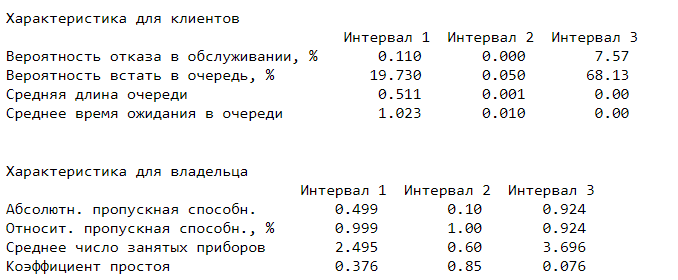 Характеристика для клиентов
Интервал 1 Интервал 2 Интервал 3
Вероятность отказа в обслуживании, % 0.110 0.000 7.57
Вероятность встать в очередь, % 19.730 0.050 68.13
Средняя длина очереди 0.511 0.001 0.00
Среднее время ожидания в очереди 1.023 0.010 0.00
Характеристика для владельца
Интервал 1 Интервал 2 Интервал 3
Абсолютн. пропускная способн. 0.499 0.10 0.924
Относит. пропускная способн., % 0.999 1.00 0.924
Среднее число занятых приборов 2.495 0.60 3.696
Коэффициент простоя 0.376 0.85 0.076